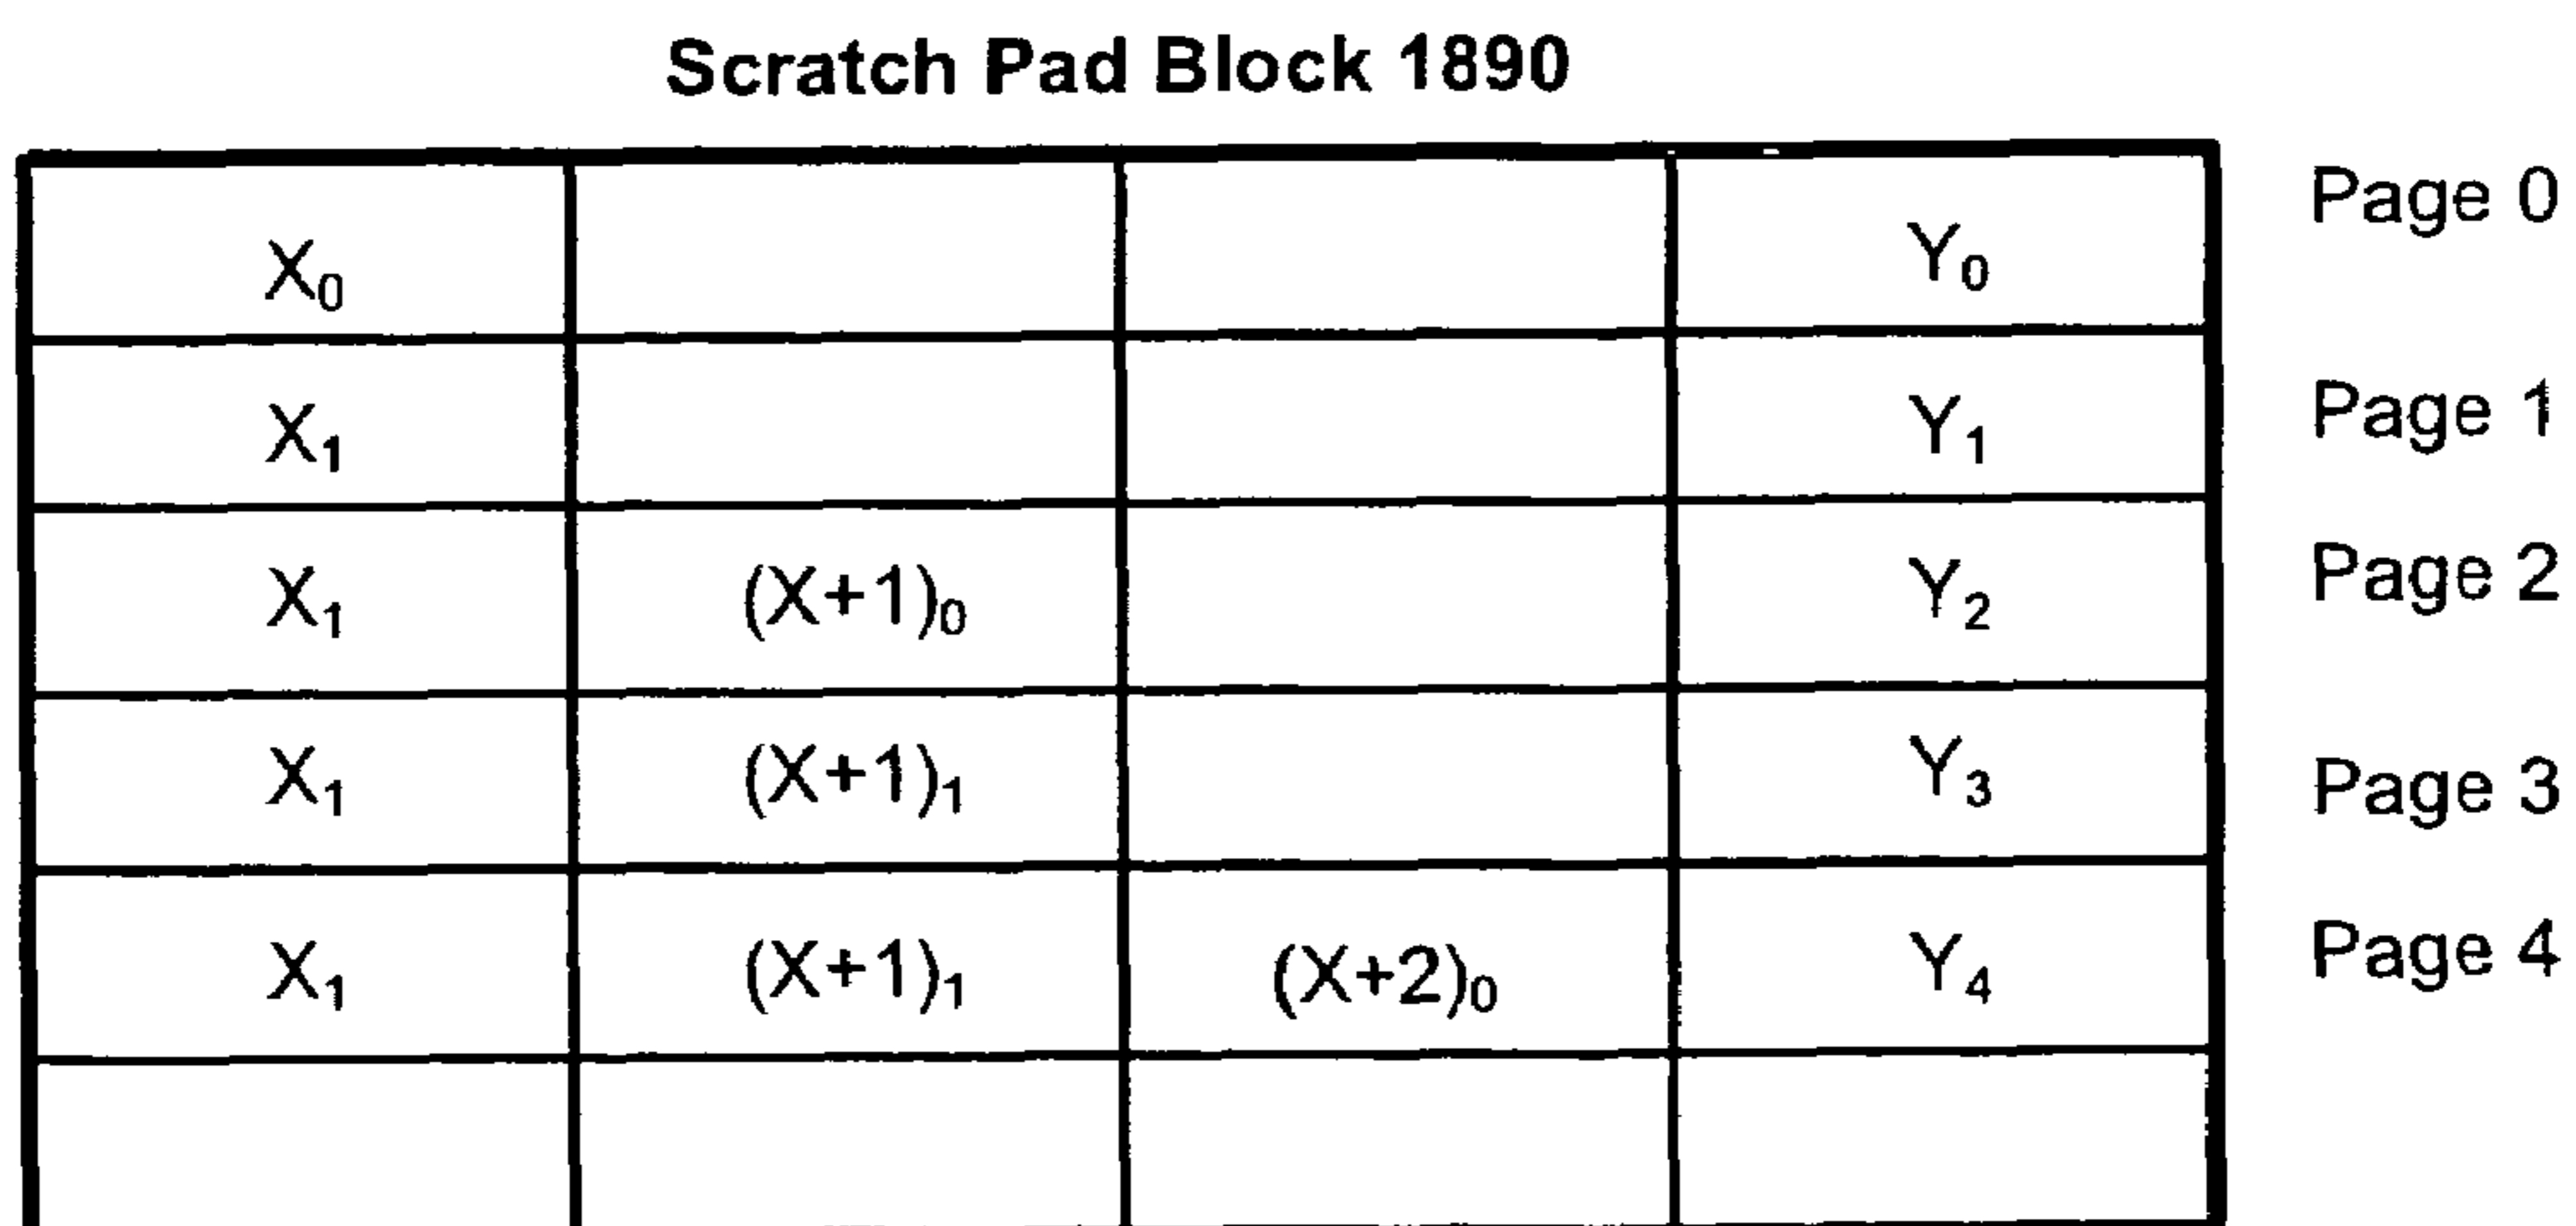 Scratch Pad Block 1890
X₀ Y₀ Page 0
X₁ Y₁ Page 1
X₁ (X+1)₀ Y₂ Page 2
X₁ (X+1)₁ Y₃ Page 3
X₁ (X+1)₁ (X+2)₀ Y₄ Page 4